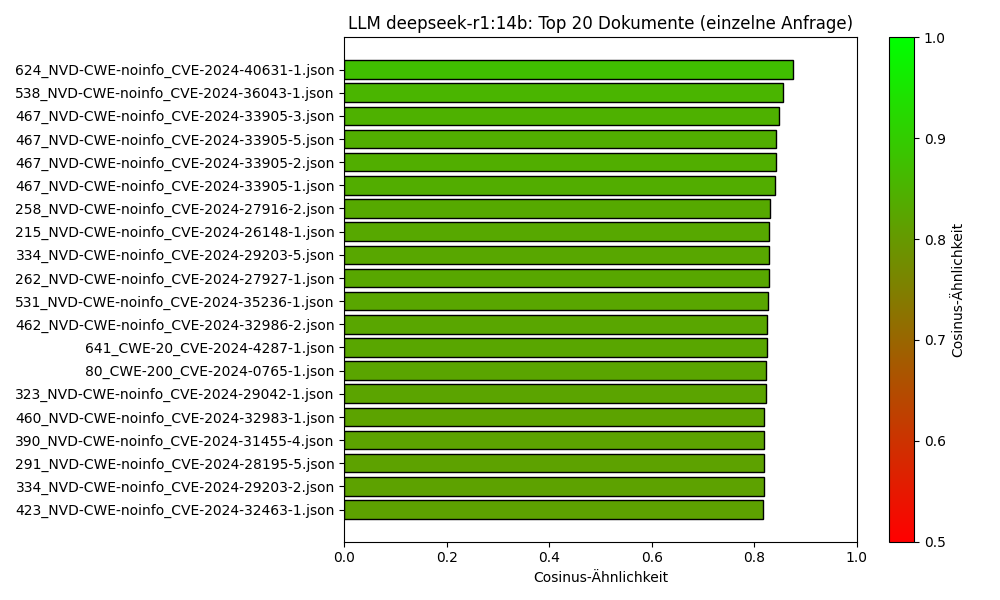 LLM deepseek-r1:14b: Top 20 Dokumente (einzelne Anfrage)
624_NVD-CWE-noinfo_CVE-2024-40631-1.json
538_NVD-CWE-noinfo_CVE-2024-36043-1.json
467_NVD-CWE-noinfo_CVE-2024-33905-3.json
467_NVD-CWE-noinfo_CVE-2024-33905-5.json
467_NVD-CWE-noinfo_CVE-2024-33905-2.json
467_NVD-CWE-noinfo_CVE-2024-33905-1.json
258_NVD-CWE-noinfo_CVE-2024-27916-2.json
215_NVD-CWE-noinfo_CVE-2024-26148-1.json
334_NVD-CWE-noinfo_CVE-2024-29203-5.json
262_NVD-CWE-noinfo_CVE-2024-27927-1.json
531_NVD-CWE-noinfo_CVE-2024-35236-1.json
462_NVD-CWE-noinfo_CVE-2024-32986-2.json
641_CWE-20_CVE-2024-4287-1.json
80_CWE-200_CVE-2024-0765-1.json
323_NVD-CWE-noinfo_CVE-2024-29042-1.json
460_NVD-CWE-noinfo_CVE-2024-32983-1.json
390_NVD-CWE-noinfo_CVE-2024-31455-4.json
291_NVD-CWE-noinfo_CVE-2024-28195-5.json
334_NVD-CWE-noinfo_CVE-2024-29203-2.json
423_NVD-CWE-noinfo_CVE-2024-32463-1.json
0.0 0.2 0.4 0.6 0.8 1.0
Cosinus-Ähnlichkeit
1.0
0.9
0.8
0.7
0.6
0.5
Cosinus-Ähnlichkeit